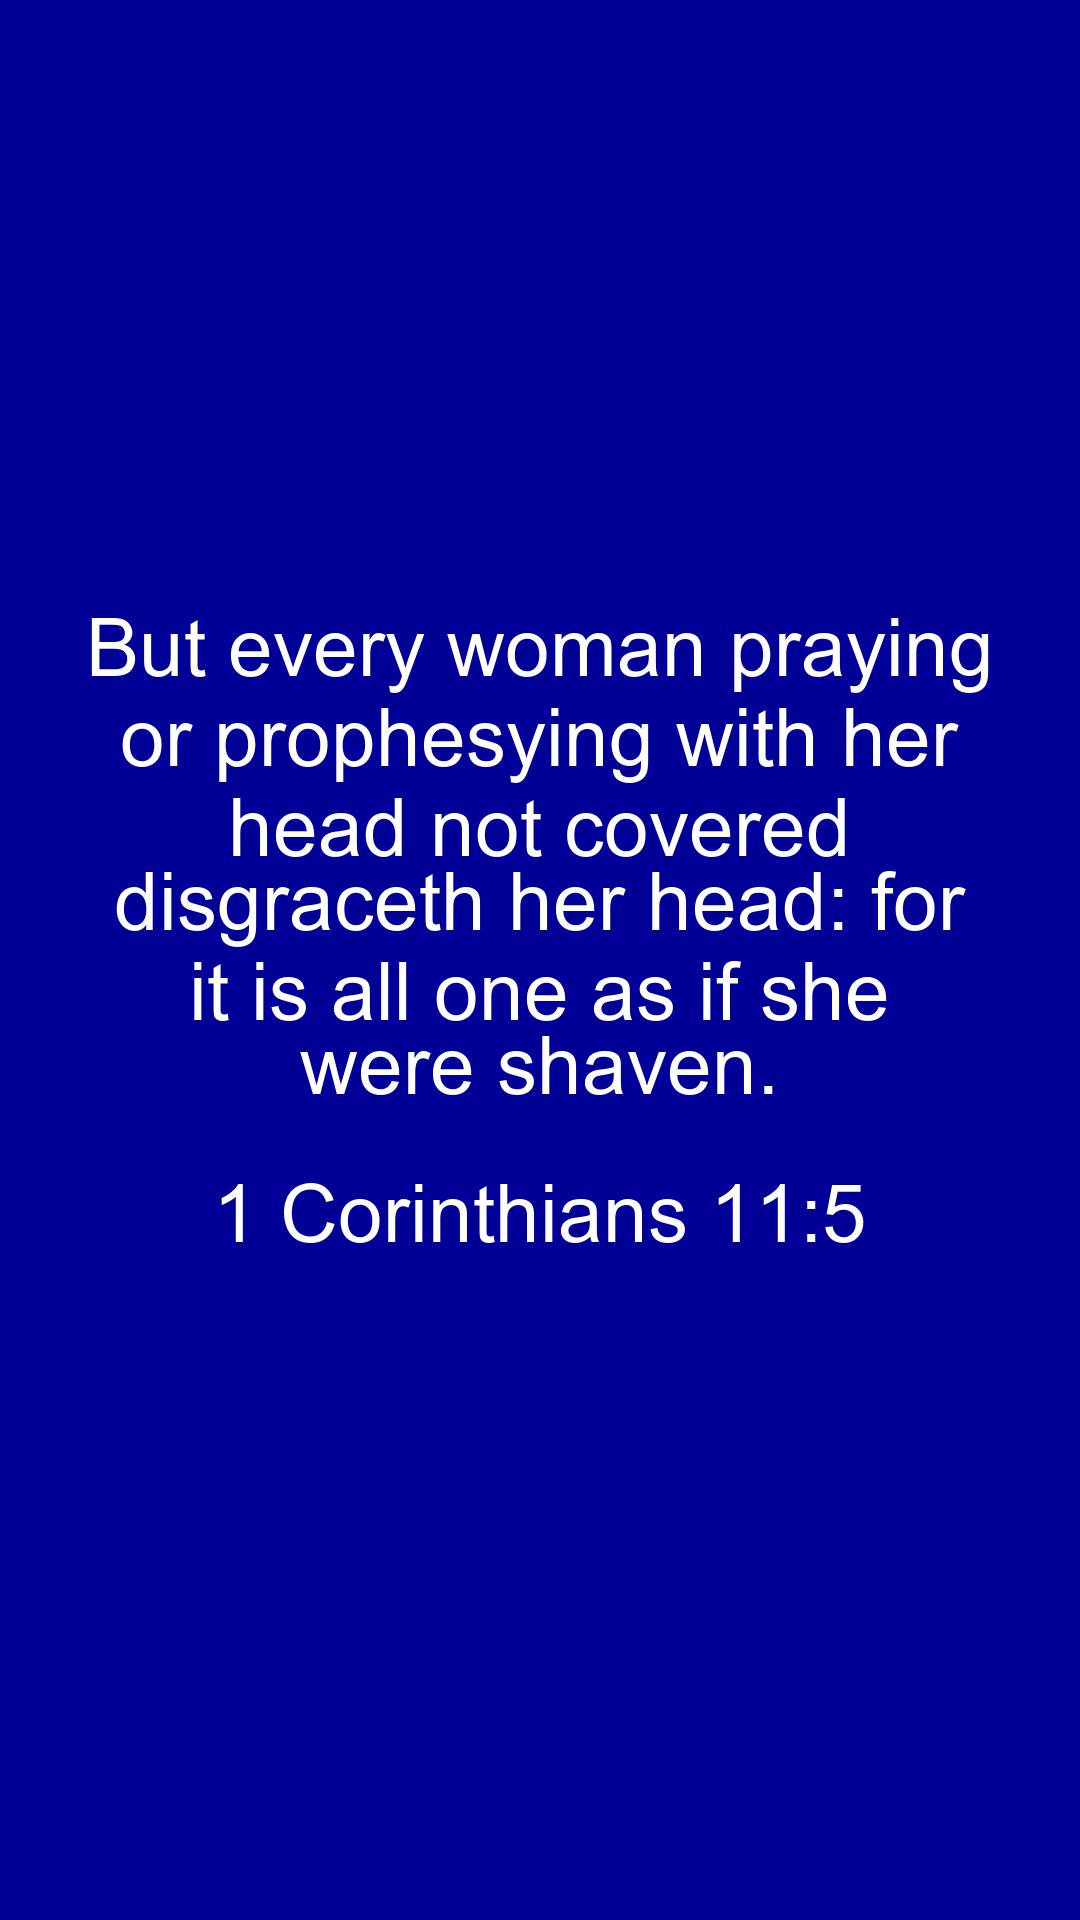 But every woman praying
or prophesying with her
head not covered
disgraceth her head: for
it is all one as if she
were shaven.
1 Corinthians 11:5